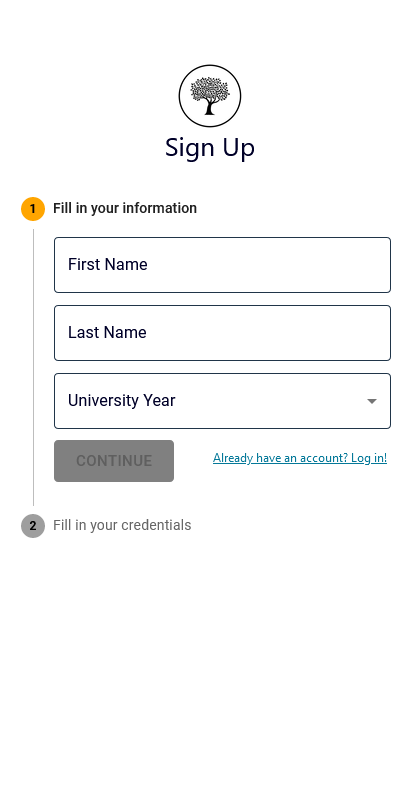 Sign Up
1 Fill in your information
First Name
Last Name
University Year
CONTINUE Already have an account? Log in!
2 Fill in your credentials